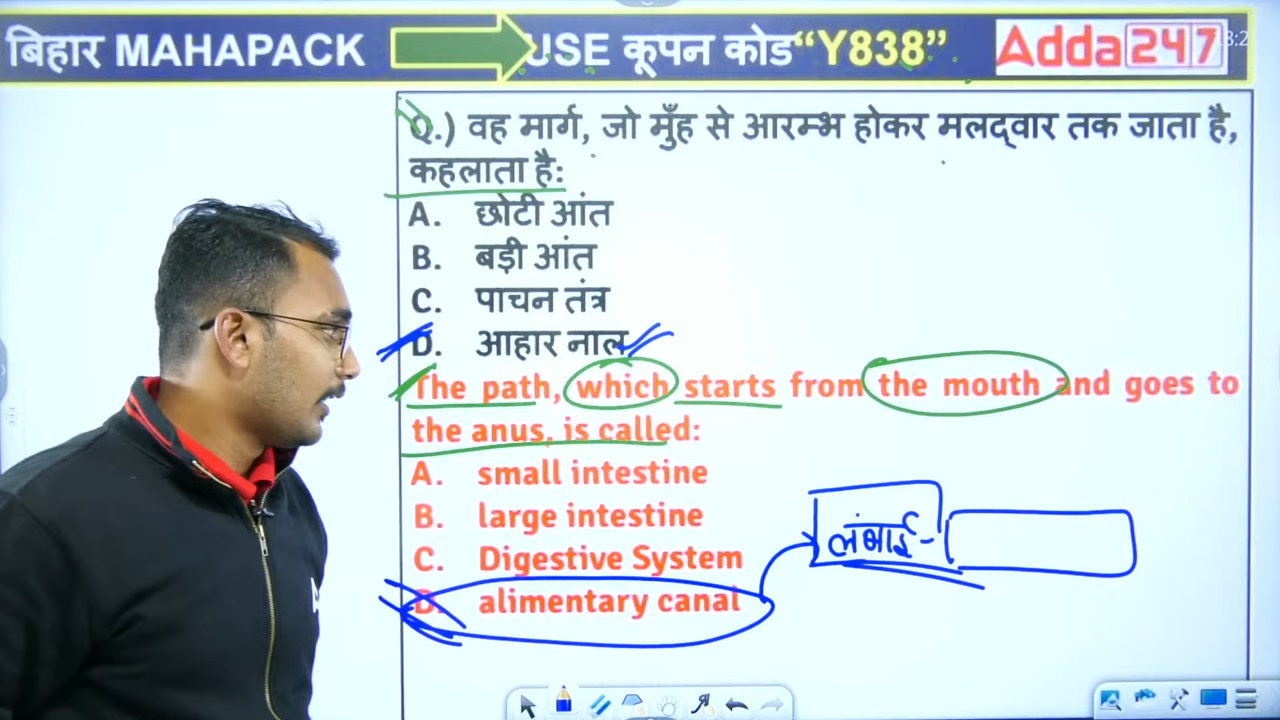 बिहार MAHAPACK USE कूपन कोड“Y838” Adda247
Q.) वह मार्ग, जो मुँह से आरम्भ होकर मलद्वार तक जाता है,
कहलाता है:
A. छोटी आंत
B. बड़ी आंत
C. पाचन तंत्र
D. आहार नाल
The path, which starts from the mouth and goes to
the anus, is called:
A. small intestine
B. large intestine
C. Digestive System
D. alimentary canal
लंबाई -